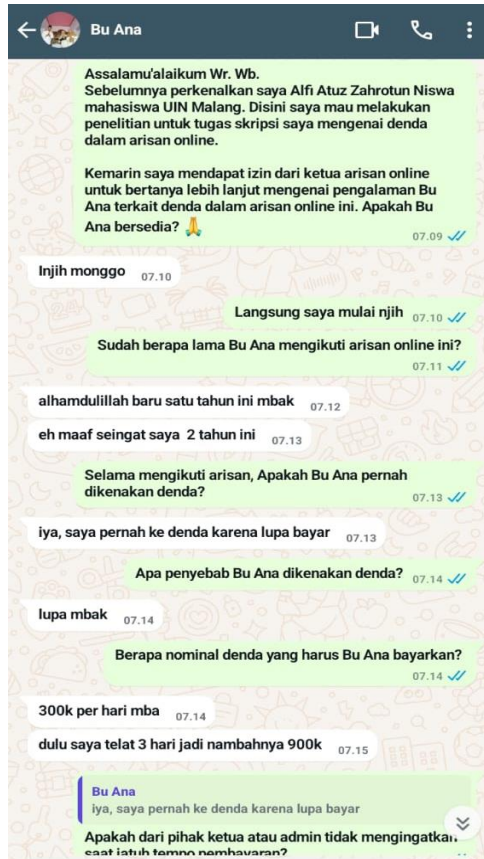 Bu Ana
Assalamu'alaikum Wr. Wb.
Sebelumnya perkenalkan saya Alfi Atuz Zahrotun Niswa
mahasiswa UIN Malang. Disini saya mau melakukan
penelitian untuk tugas skripsi saya mengenai denda
dalam arisan online.
Kemarin saya mendapat izin dari ketua arisan online
untuk bertanya lebih lanjut mengenai pengalaman Bu
Ana terkait denda dalam arisan online ini. Apakah Bu
Ana bersedia? 🙏
07.09
Injih monggo 07.10
Langsung saya mulai njih 07.10
Sudah berapa lama Bu Ana mengikuti arisan online ini?
07.11
alhamdulillah baru satu tahun ini mbak 07.12
eh maaf seingat saya 2 tahun ini 07.13
Selama mengikuti arisan, Apakah Bu Ana pernah
dikenakan denda?
07.13
iya, saya pernah ke denda karena lupa bayar 07.13
Apa penyebab Bu Ana dikenakan denda? 07.14
lupa mbak 07.14
Berapa nominal denda yang harus Bu Ana bayarkan?
07.14
300k per hari mba 07.14
dulu saya telat 3 hari jadi nambahnya 900k 07.15
Bu Ana
iya, saya pernah ke denda karena lupa bayar
Apakah dari pihak ketua atau admin tidak mengingatkan
saat jatuh tempo pembayaran?